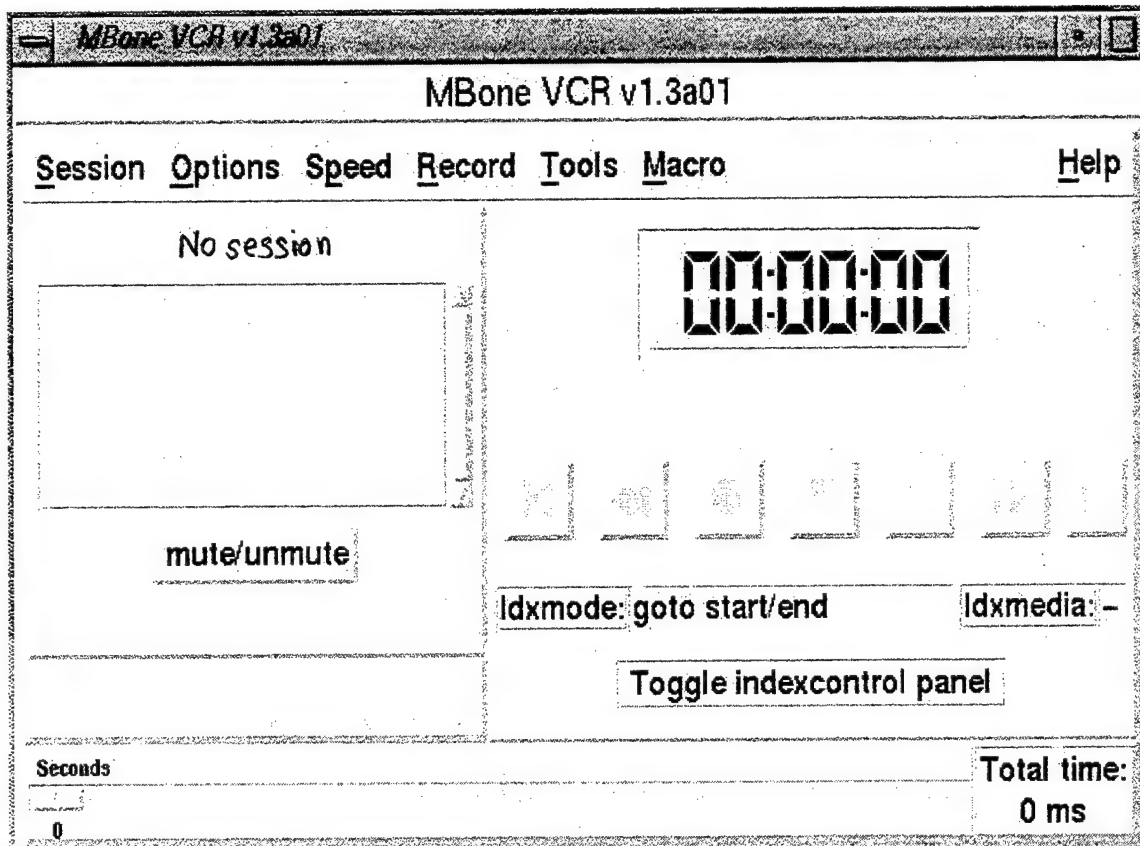 MBone VCR v1.3a01
MBone VCR v1.3a01
Session Options Speed Record Tools Macro Help
No session
00:00:00
mute/unmute
Idxmode: goto start/end Idxmedia: –
Toggle indexcontrol panel
Seconds
Total time:
0
0 ms